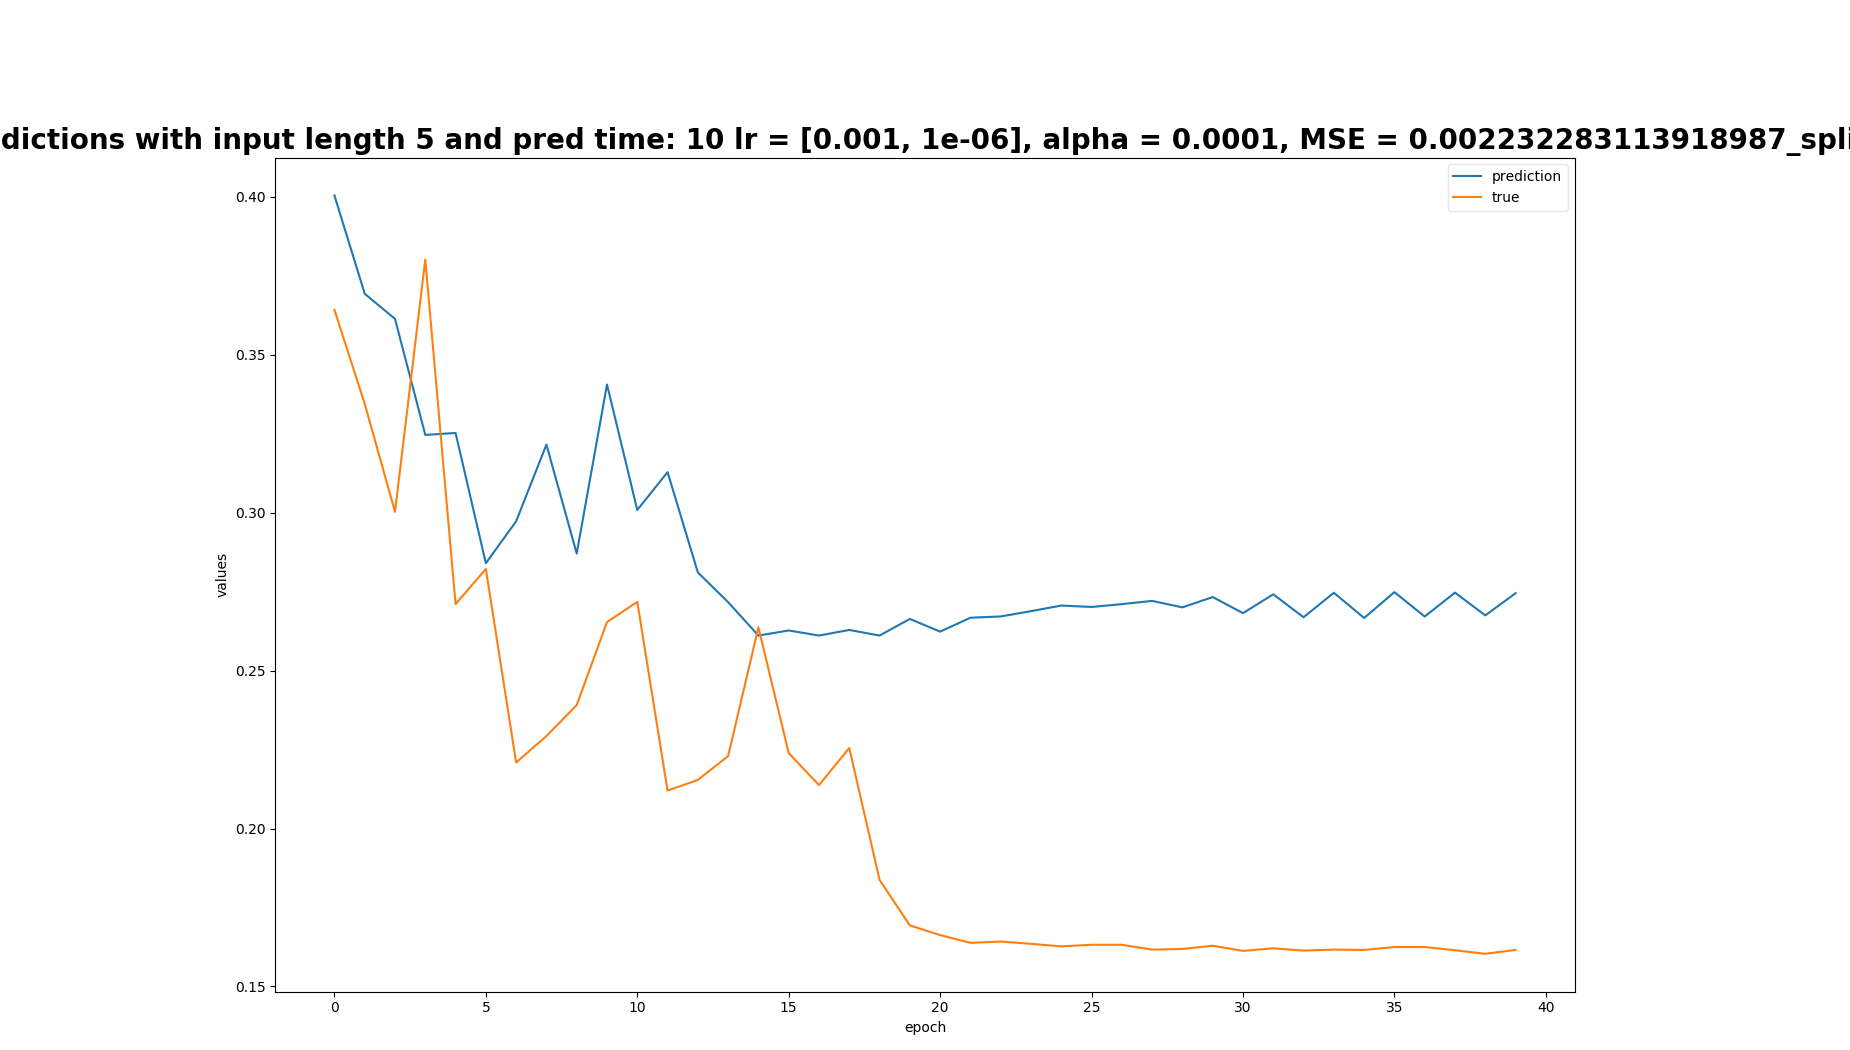 dictions with input length 5 and pred time: 10 lr = [0.001, 1e-06], alpha = 0.0001, MSE = 0.002232283113918987_spli
prediction
true
0.40
0.35
0.30
0.25
0.20
0.15
values
0 5 10 15 20 25 30 35 40
epoch